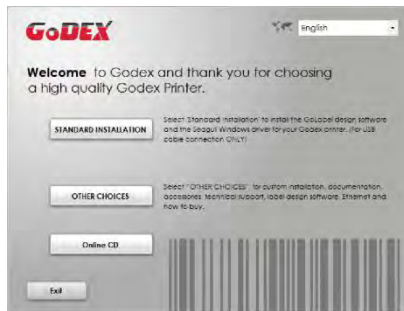 GoDEX
English
Welcome to Godex and thank you for choosing
a high quality Godex Printer.
STANDARD INSTALLATION
Select 'Standard Installation' to install the GoLabel design software
and the Seagull Windows driver for your Godex printer. (For USB
cable connection ONLY)
OTHER CHOICES
Select "OTHER CHOICES" for custom installation, documentation,
accessories, technical support, label design software, Ethernet and
how to buy.
Online CD
Exit